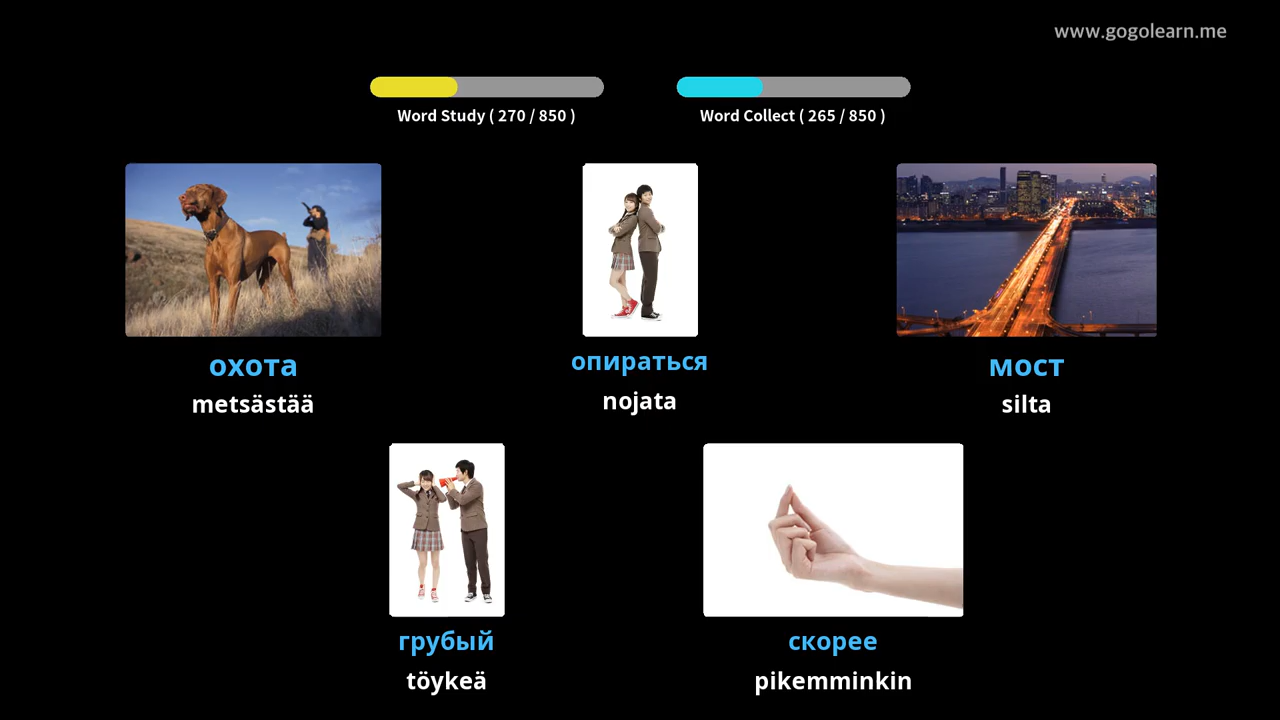 www.gogolearn.me
Word Study ( 270 / 850 )
Word Collect ( 265 / 850 )
охота
metsästää
опираться
nojata
мост
silta
грубый
töykeä
скорее
pikemminkin